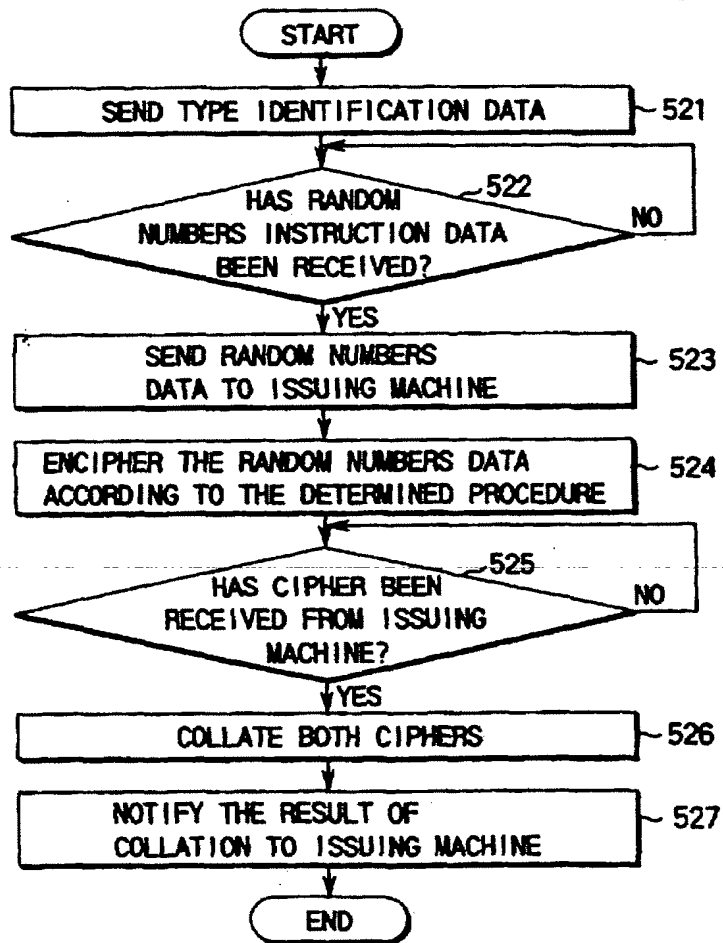 START
SEND TYPE IDENTIFICATION DATA
521
522
HAS RANDOM
NUMBERS INSTRUCTION DATA
BEEN RECEIVED?
NO
YES
SEND RANDOM NUMBERS
DATA TO ISSUING MACHINE
523
ENCIPHER THE RANDOM NUMBERS DATA
ACCORDING TO THE DETERMINED PROCEDURE
524
525
HAS CIPHER BEEN
RECEIVED FROM ISSUING
MACHINE?
NO
YES
COLLATE BOTH CIPHERS
526
NOTIFY THE RESULT OF
COLLATION TO ISSUING MACHINE
527
END